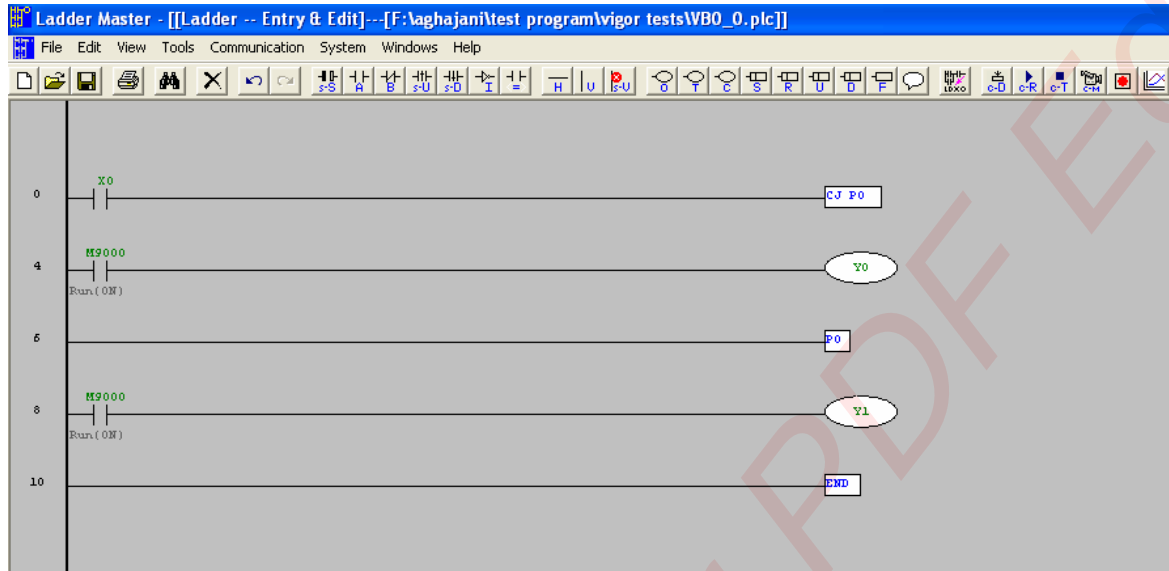 Ladder Master - [[Ladder -- Entry & Edit]---[F:\aghajani\test program\vigor tests\VB0_0.plc]]
File Edit View Tools Communication System Windows Help
s-S A B s-U s-D I = H U s-U O T C S R U D F LDXO c-D c-R c-T c-M
X0
0 CJ P0
M9000
4 Y0
Run(ON)
6 P0
M9000
8 Y1
Run(ON)
10 END
PDF